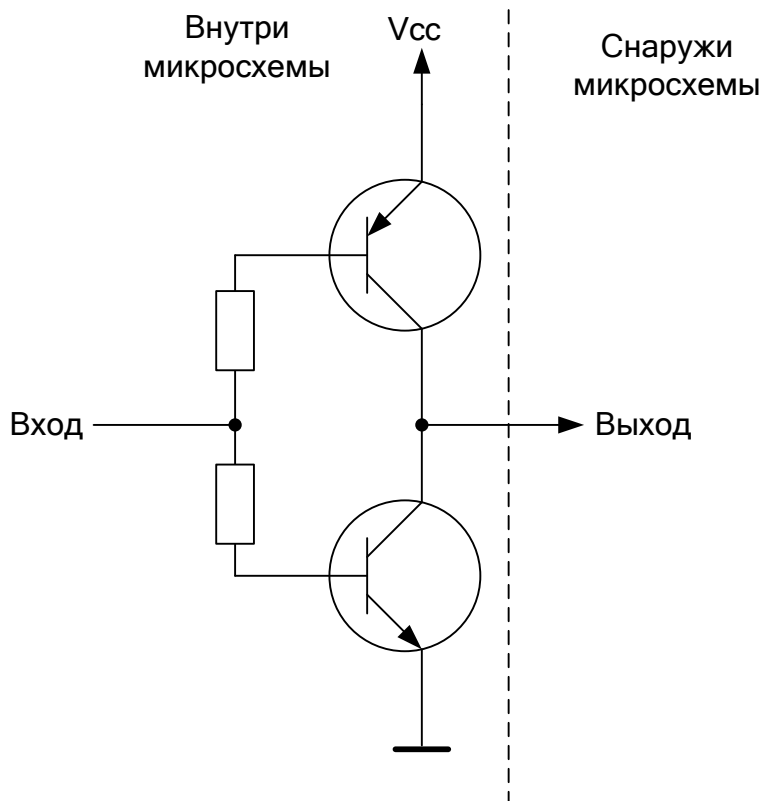 Внутри
микросхемы
Vcc
Снаружи
микросхемы
Вход
Выход